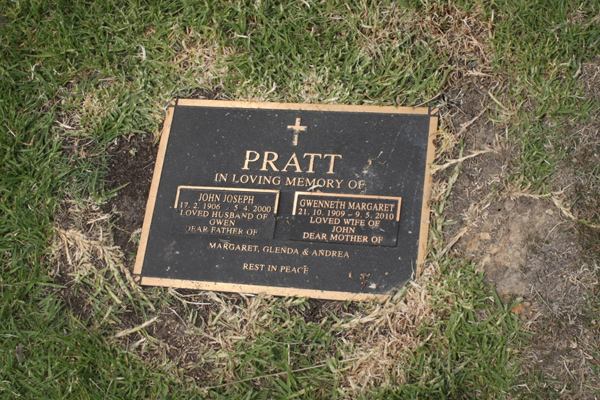 PRATT
IN LOVING MEMORY OF
JOHN JOSEPH
17. 2. 1906 - 5. 4. 2000
LOVED HUSBAND OF
GWEN
DEAR FATHER OF
GWENNETH MARGARET
21. 10. 1909 - 9. 5. 2010
LOVED WIFE OF
JOHN
DEAR MOTHER OF
MARGARET, GLENDA & ANDREA
REST IN PEACE